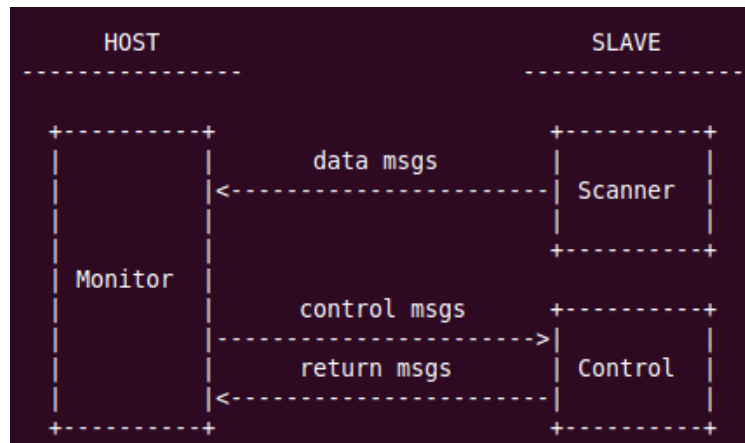 HOST SLAVE
data msgs
Scanner
Monitor
control msgs
return msgs Control